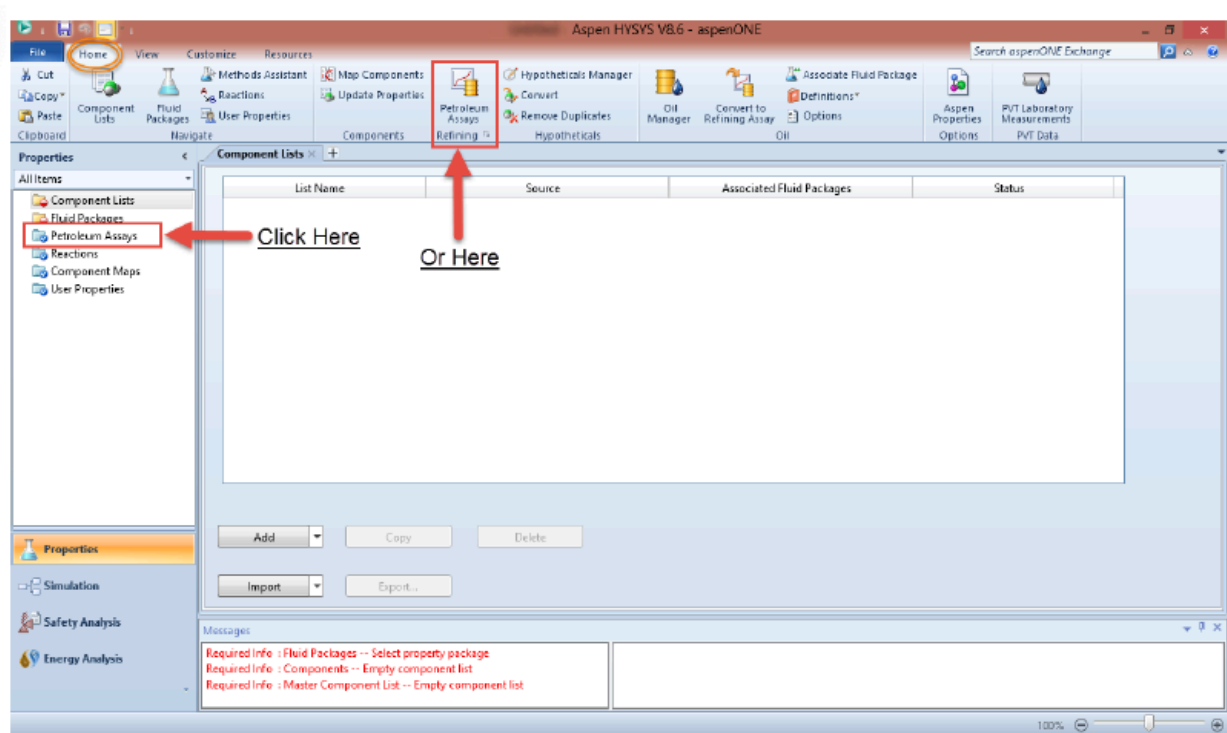 Aspen HYSYS V8.6 - aspenONE
File Home View Customize Resources Search aspenONE Exchange
Cut
Copy
Paste
Clipboard
Component Lists
Fluid Packages
Methods Assistant
Reactions
User Properties
Navigate
Map Components
Update Properties
Components
Petroleum Assays
Refining
Hypotheticals Manager
Convert
Remove Duplicates
Hypotheticals
Oil Manager
Convert to Refining Assay
Associate Fluid Package
Definitions
Options
Oil
Aspen Properties
Options
PVT Laboratory Measurements
PVT Data
Properties <
Component Lists × +
All Items
Component Lists
Fluid Packages
Petroleum Assays
Reactions
Component Maps
User Properties
List Name Source Associated Fluid Packages Status
Click Here
Or Here
Add Copy Delete
Import Export...
Properties
Simulation
Safety Analysis
Energy Analysis
Messages
Required Info : Fluid Packages -- Select property package
Required Info : Components -- Empty component list
Required Info : Master Component List -- Empty component list
100%